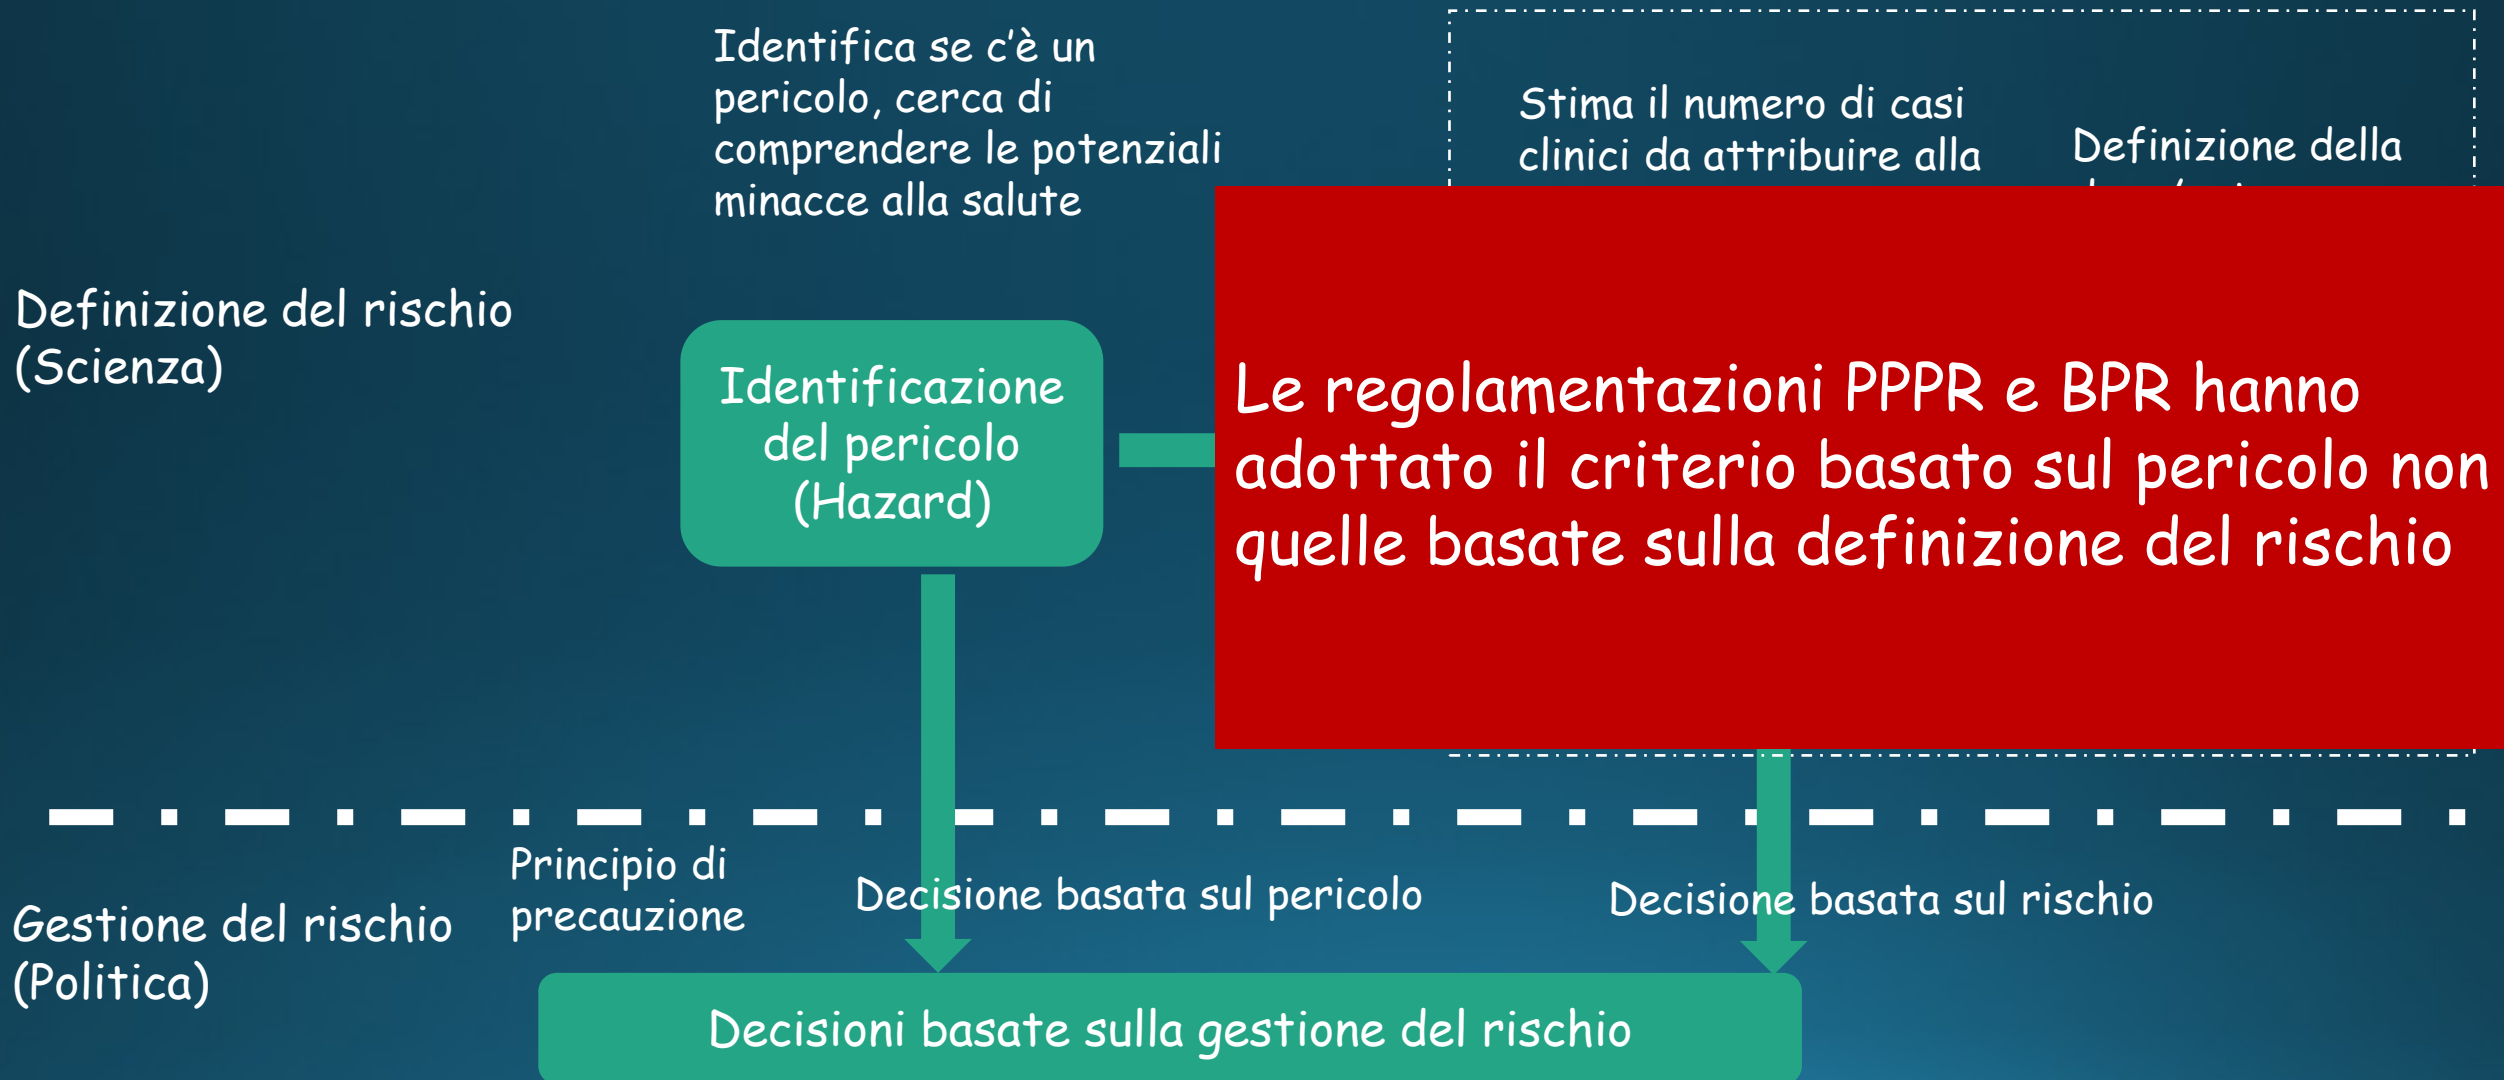 Identifica se c'è un
pericolo, cerca di
comprendere le potenziali
minacce alla salute
Stima il numero di casi
clinici da attribuire alla
Definizione della
Definizione del rischio
(Scienza)
Identificazione
del pericolo
(Hazard)
Le regolamentazioni PPPR e BPR hanno
adottato il criterio basato sul pericolo non
quelle basate sulla definizione del rischio
Principio di
precauzione
Decisione basata sul pericolo
Decisione basata sul rischio
Gestione del rischio
(Politica)
Decisioni basate sulla gestione del rischio